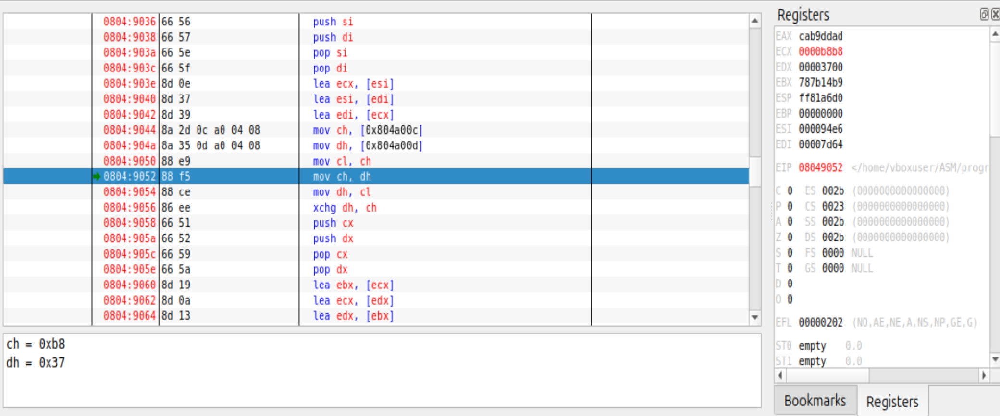 0804:9036 66 56 push si
0804:9038 66 57 push di
0804:903a 66 5e pop si
0804:903c 66 5f pop di
0804:903e 8d 0e lea ecx, [esi]
0804:9040 8d 37 lea esi, [edi]
0804:9042 8d 39 lea edi, [ecx]
0804:9044 8a 2d 0c a0 04 08 mov ch, [0x804a00c]
0804:904a 8a 35 0d a0 04 08 mov dh, [0x804a00d]
0804:9050 88 e9 mov cl, ch
0804:9052 88 f5 mov ch, dh
0804:9054 88 ce mov dh, cl
0804:9056 86 ee xchg dh, ch
0804:9058 66 51 push cx
0804:905a 66 52 push dx
0804:905c 66 59 pop cx
0804:905e 66 5a pop dx
0804:9060 8d 19 lea ebx, [ecx]
0804:9062 8d 0a lea ecx, [edx]
0804:9064 8d 13 lea edx, [ebx]
ch = 0xb8
dh = 0x37
Registers
EAX cab9ddad
ECX 0000b8b8
EDX 00003700
EBX 787b14b9
ESP ff81a6d0
EBP 00000000
ESI 000094e6
EDI 00007d64
EIP 08049052 </home/vboxuser/ASM/progr
C 0 ES 002b (0000000000000000)
P 0 CS 0023 (0000000000000000)
A 0 SS 002b (0000000000000000)
Z 0 DS 002b (0000000000000000)
S 0 FS 0000 NULL
T 0 GS 0000 NULL
D 0
O 0
EFL 00000202 (NO,AE,NE,A,NS,NP,GE,G)
ST0 empty 0.0
ST1 empty 0.0
Bookmarks Registers